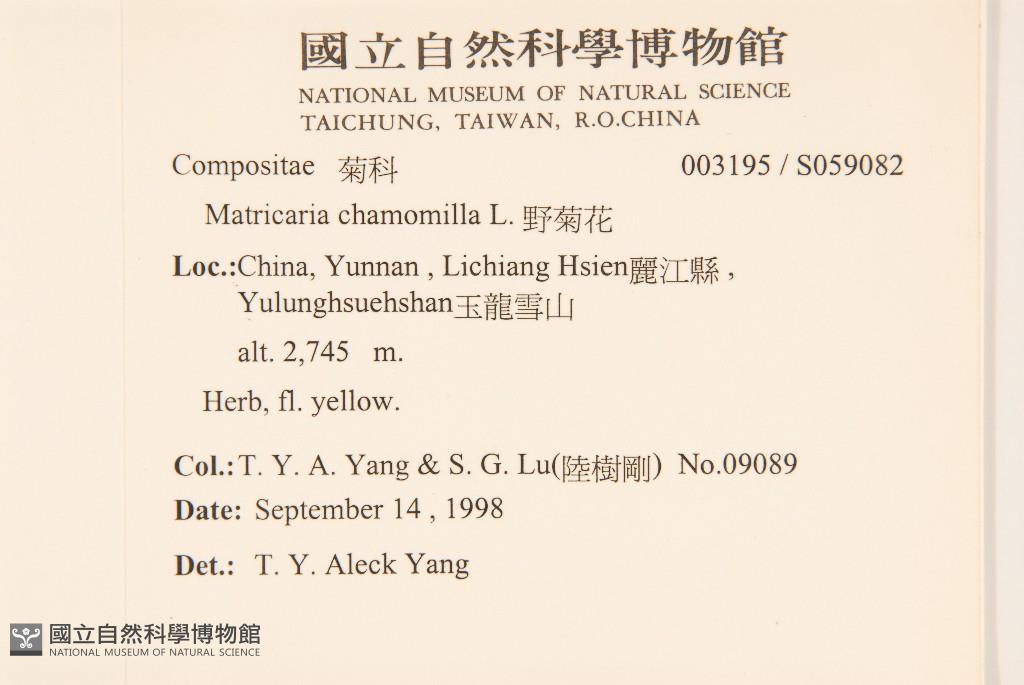 國立自然科學博物館
NATIONAL MUSEUM OF NATURAL SCIENCE
TAICHUNG, TAIWAN, R.O.CHINA
Compositae 菊科 003195 / S059082
Matricaria chamomilla L. 野菊花
Loc.:China, Yunnan , Lichiang Hsien麗江縣 ,
Yulunghsuehshan玉龍雪山
alt. 2,745 m.
Herb, fl. yellow.
Col.:T. Y. A. Yang & S. G. Lu(陸樹剛) No.09089
Date: September 14 , 1998
Det.: T. Y. Aleck Yang
國立自然科學博物館
NATIONAL MUSEUM OF NATURAL SCIENCE